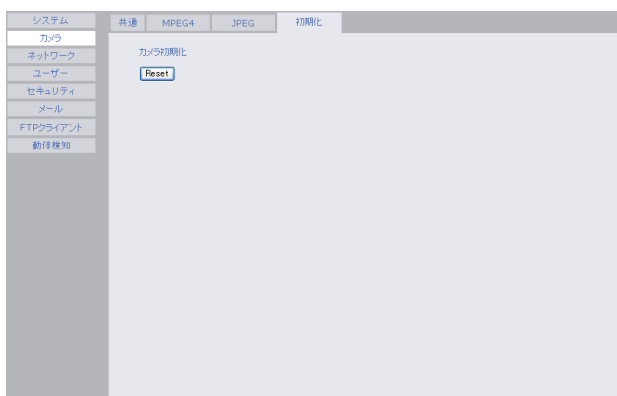 システム
カメラ
ネットワーク
ユーザー
セキュリティ
メール
FTPクライアント
動体検知
共通 MPEG4 JPEG 初期化
カメラ初期化
Reset